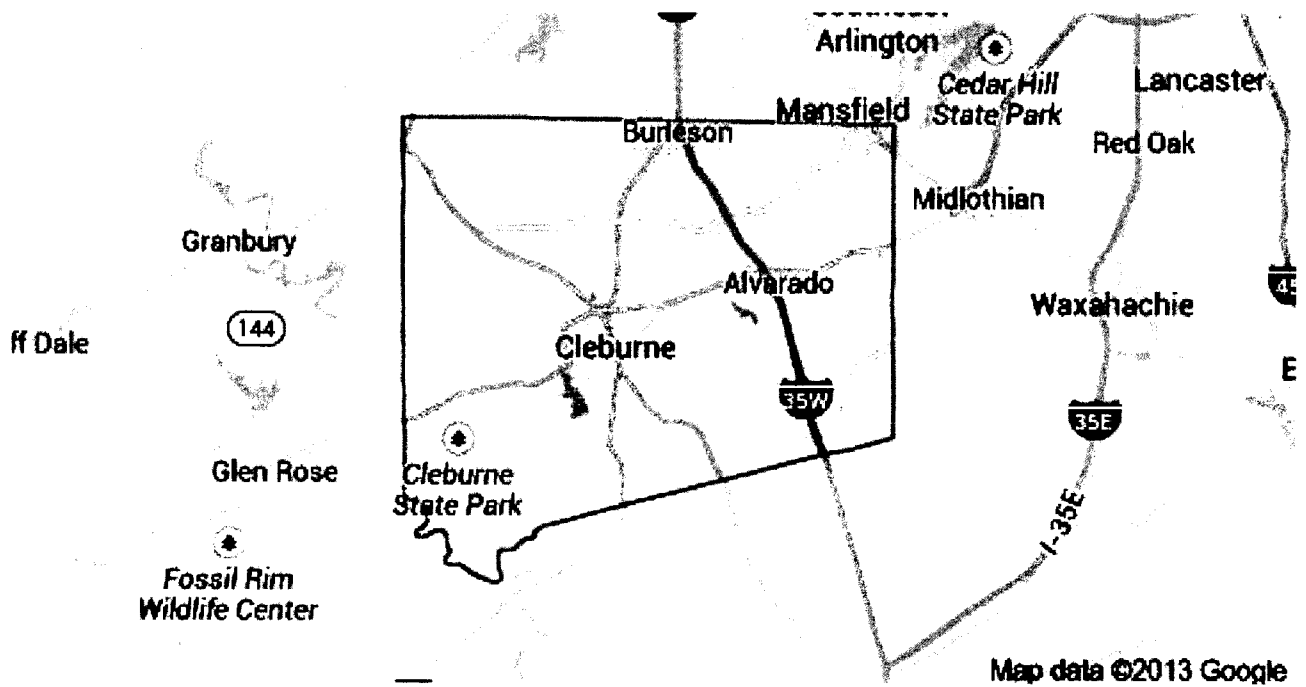 Arlington
Cedar Hill
State Park
Lancaster
Mansfield
Burleson
Red Oak
Midlothian
Granbury
Alvarado
45
Waxahachie
144
ff Dale
Cleburne
E
35W
35E
Glen Rose
Cleburne
State Park
I-35E
Fossil Rim
Wildlife Center
Map data ©2013 Google